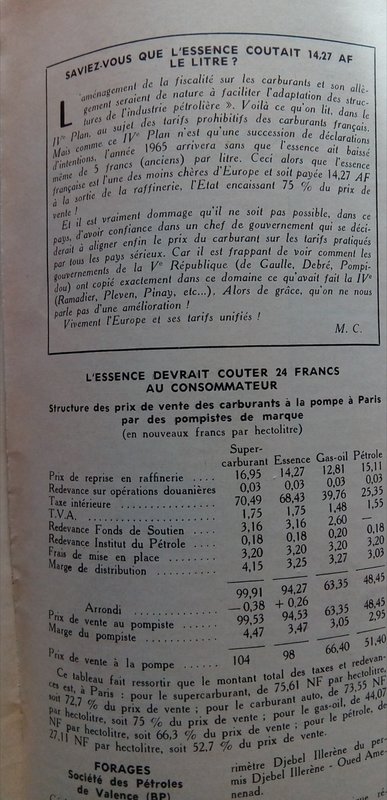 SAVIEZ-VOUS QUE L'ESSENCE COUTAIT 14,27 AF
LE LITRE ?
L'aménagement de la fiscalité sur les carburants et son allè-
gement seraient de nature à faciliter l'adaptation des struc-
tures de l'industrie pétrolière ». Voilà ce qu'on lit, dans le
IVe Plan, au sujet des tarifs prohibitifs des carburants français.
Mais comme ce IVe Plan n'est qu'une succession de déclarations
d'intentions, l'année 1965 arrivera sans que l'essence ait baissé
même de 5 francs (anciens) par litre. Ceci alors que l'essence
française est l'une des moins chères d'Europe et soit payée 14,27 AF
à la sortie de la raffinerie, l'Etat encaissant 75 % du prix de
vente !
Et il est vraiment dommage qu'il ne soit pas possible, dans ce
pays, d'avoir confiance dans un chef de gouvernement qui se déci-
derait à aligner enfin le prix du carburant sur les tarifs pratiqués
par tous les pays sérieux. Car il est frappant de voir comment les
gouvernements de la Ve République (de Gaulle, Debré, Pompi-
dou) ont copié exactement dans ce domaine ce qu'avait fait la IVe
(Ramadier, Pleven, Pinay, etc...). Alors de grâce, qu'on ne nous
parle pas d'une amélioration !
Vivement l'Europe et ses tarifs unifiés !
M. C.
L'ESSENCE DEVRAIT COUTER 24 FRANCS
AU CONSOMMATEUR
Structure des prix de vente des carburants à la pompe à Paris
par des pompistes de marque
(en nouveaux francs par hectolitre)
Super-
carburant Essence Gas-oil Pétrole
Prix de reprise en raffinerie .... 16,95 14,27 12,81 15,11
Redevance sur opérations douanières 0,03 0,03 0,03 0,03
Taxe intérieure ................ 70,49 68,43 39,76 25,35
T.V.A. ................ 1,75 1,75 1,48 1,55
Redevance Fonds de Soutien .... 3,16 3,16 2,60 —
Redevance Institut du Pétrole .... 0,18 0,18 0,20 0,18
Frais de mise en place .......... 3,20 3,20 3,20 3,20
Marge de distribution ............ 4,15 3,25 3,27 3,03
99,91 94,27 63,35 48,45
Arrondi .............. — 0,38 + 0,26
Prix de vente au pompiste ........ 99,53 94,53 63,35 48,45
Marge du pompiste .............. 4,47 3,47 3,05 2,95
Prix de vente à la pompe ........ 104 98 66,40 51,40
Ce tableau fait ressortir que le montant total des taxes et redevan-
ces est, à Paris : pour le supercarburant, de 75,61 NF par hectolitre,
soit 72,7 % du prix de vente ; pour le carburant auto, de 73,55 NF
par hectolitre, soit 75 % du prix de vente ; pour le gas-oil, de 44,07
NF par hectolitre, soit 66,3 % du prix de vente ; pour le pétrole, de
27,11 NF par hectolitre, soit 52,7 % du prix de vente.
FORAGES
Société des Pétroles
de Valence (BP)
rimètre Djebel Illerène du per-
mis Djebel Illerène - Oued Ame-
nenad.